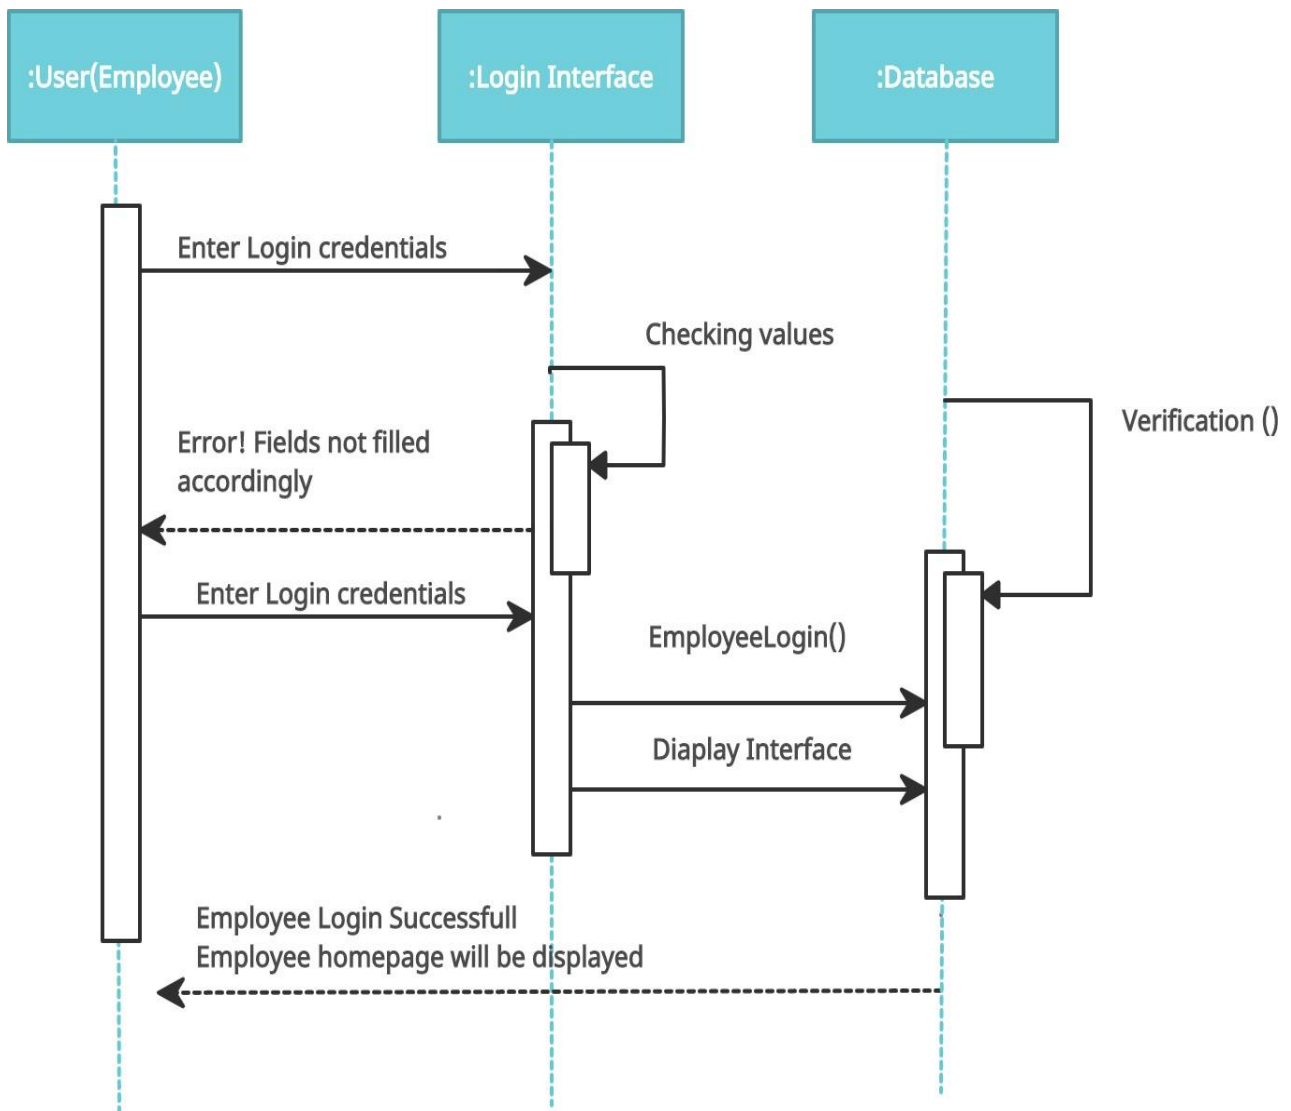 :User(Employee)
:Login Interface
:Database
Enter Login credentials
Checking values
Verification ()
Error! Fields not filled
accordingly
Enter Login credentials
EmployeeLogin()
Diaplay Interface
Employee Login Successfull
Employee homepage will be displayed